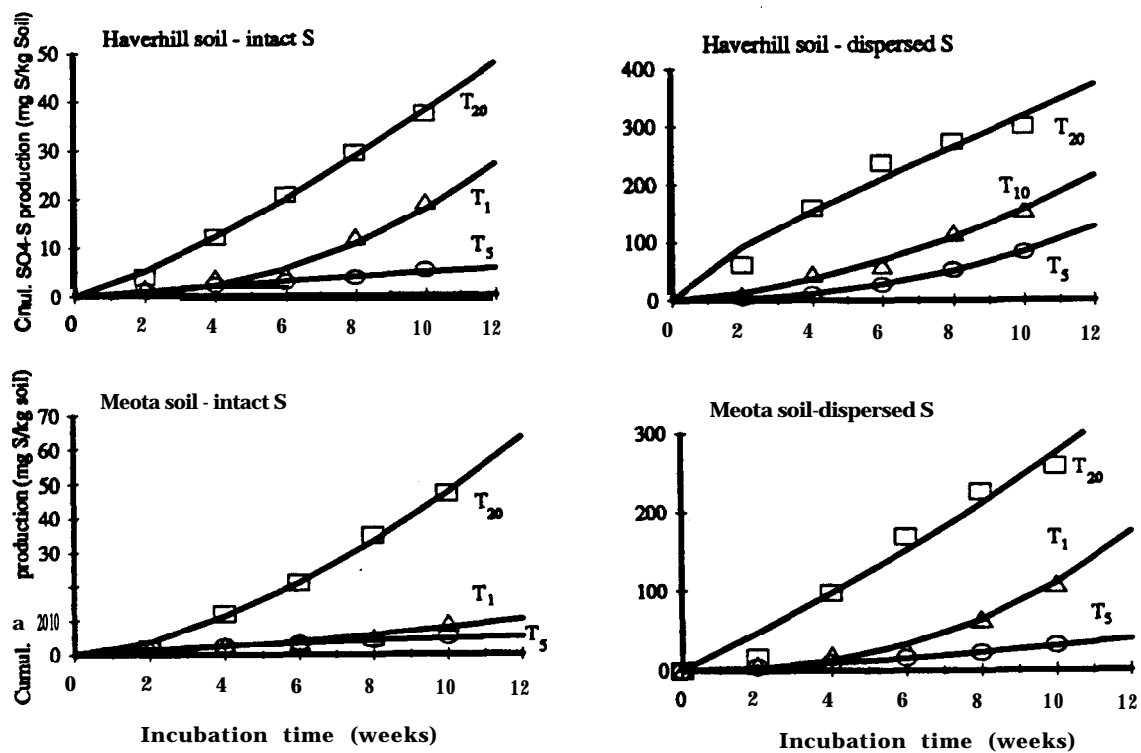 Haverhill soil - intact S
Cnul. SO4-S production (mg S/kg Soil)
50
40
30
20
10
0
T20
T1
T5
0 2 4 6 8 10 12
Haverhill soil - dispersed S
400
300
200
100
0
T20
T10
T5
0 2 4 6 8 10 12
Meota soil - intact S
Cumul. a production (mg S/kg soil)
70
60
50
40
30
2010
0
T20
T1
T5
0 2 4 6 8 10 12
Incubation time (weeks)
Meota soil-dispersed S
300
200
100
0
T20
T1
T5
0 2 4 6 8 10 12
Incubation time (weeks)